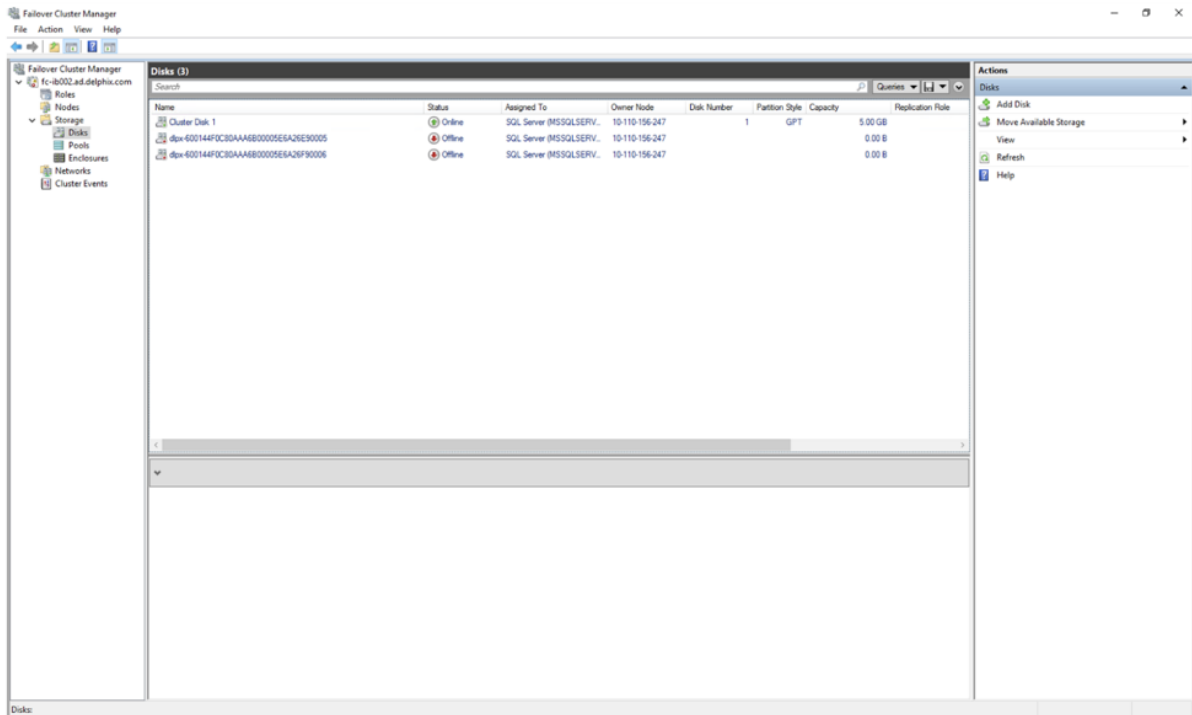 Failover Cluster Manager
File Action View Help
Failover Cluster Manager
fc-ib002.ad.delphix.com
Roles
Nodes
Storage
Disks
Pools
Enclosures
Networks
Cluster Events
Disks (3)
Search
Queries
Name Status Assigned To Owner Node Disk Number Partition Style Capacity Replication Role
Cluster Disk 1 Online SQL Server (MSSQLSERV... 10-110-156-247 1 GPT 5.00 GB
dlpx-600144F0C80AAA6B00005E6A26E90005 Offline SQL Server (MSSQLSERV... 10-110-156-247 0.00 B
dlpx-600144F0C80AAA6B00005E6A26F90006 Offline SQL Server (MSSQLSERV... 10-110-156-247 0.00 B
Actions
Disks
Add Disk
Move Available Storage
View
Refresh
Help
Disks: